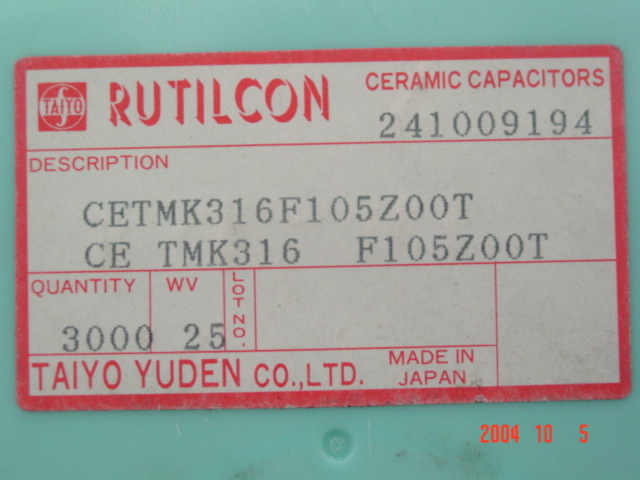 TAIYO
RUTILCON
CERAMIC CAPACITORS
241009194
DESCRIPTION
CETMK316F105Z00T
CE TMK316 F105Z00T
QUANTITY
WV
LOT NO.
3000
25
TAIYO YUDEN CO.,LTD.
MADE IN
JAPAN
2004 10 5